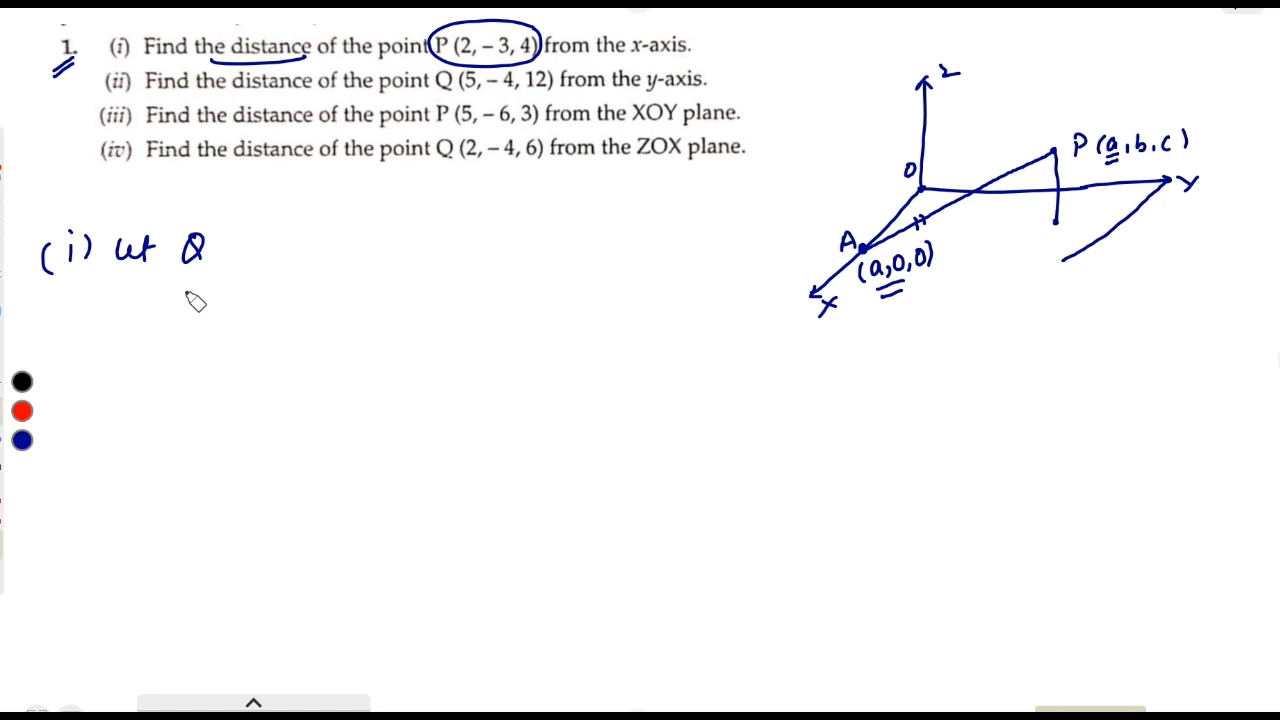 1. (i) Find the distance of the point P (2, – 3, 4) from the x-axis.
(ii) Find the distance of the point Q (5, – 4, 12) from the y-axis.
(iii) Find the distance of the point P (5, – 6, 3) from the XOY plane.
(iv) Find the distance of the point Q (2, – 4, 6) from the ZOX plane.
Z
P (a, b, c)
O
Y
A
(a, 0, 0)
X
(i) let Q